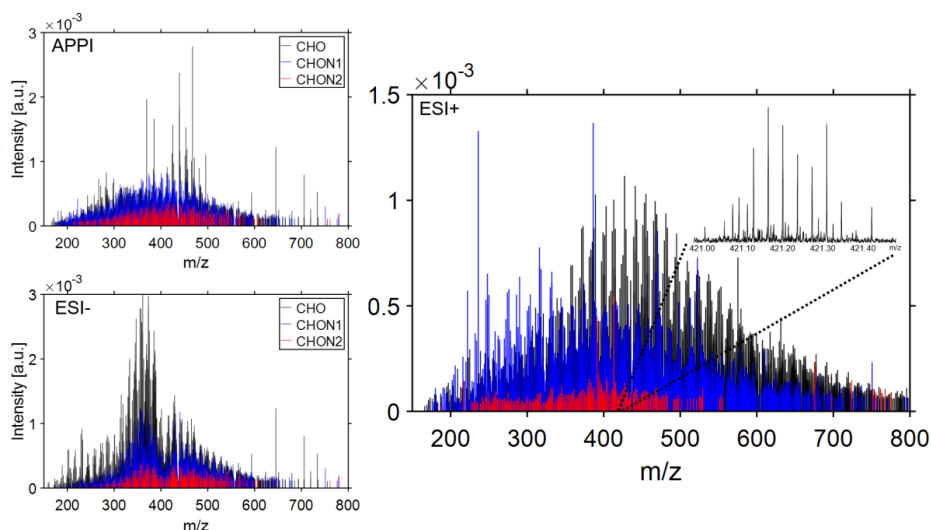 ×10⁻³
3
APPI
CHO
CHON1
CHON2
2
1
0
Intensity [a.u.]
200 300 400 500 600 700 800
m/z
×10⁻³
3
ESI-
CHO
CHON1
CHON2
2
1
0
Intensity [a.u.]
200 300 400 500 600 700 800
m/z
×10⁻³
1.5
ESI+
1
0.5
0
421.00 421.10 421.20 421.30 421.40 m/z
200 300 400 500 600 700 800
m/z